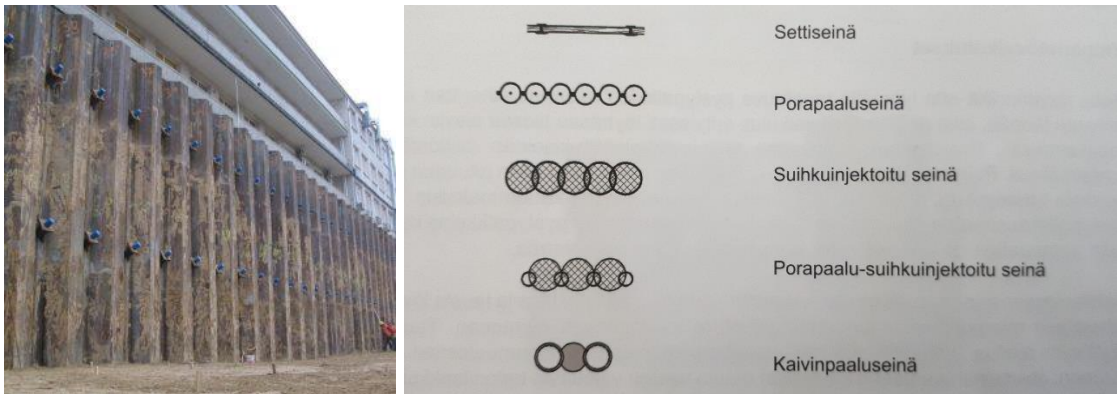 Settiseinä
Porapaaluseinä
Suihkuinjektoitu seinä
Porapaalu-suihkuinjektoitu seinä
Kaivinpaaluseinä